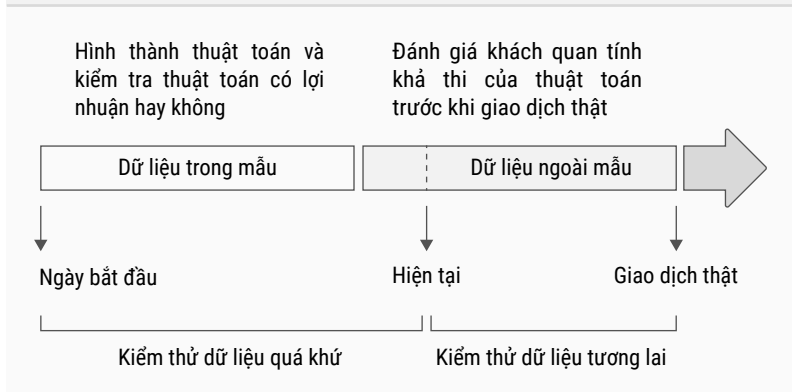 Hình thành thuật toán và
kiểm tra thuật toán có lợi
nhuận hay không
Đánh giá khách quan tính
khả thi của thuật toán
trước khi giao dịch thật
Dữ liệu trong mẫu
Dữ liệu ngoài mẫu
Ngày bắt đầu
Hiện tại
Giao dịch thật
Kiểm thử dữ liệu quá khứ
Kiểm thử dữ liệu tương lai